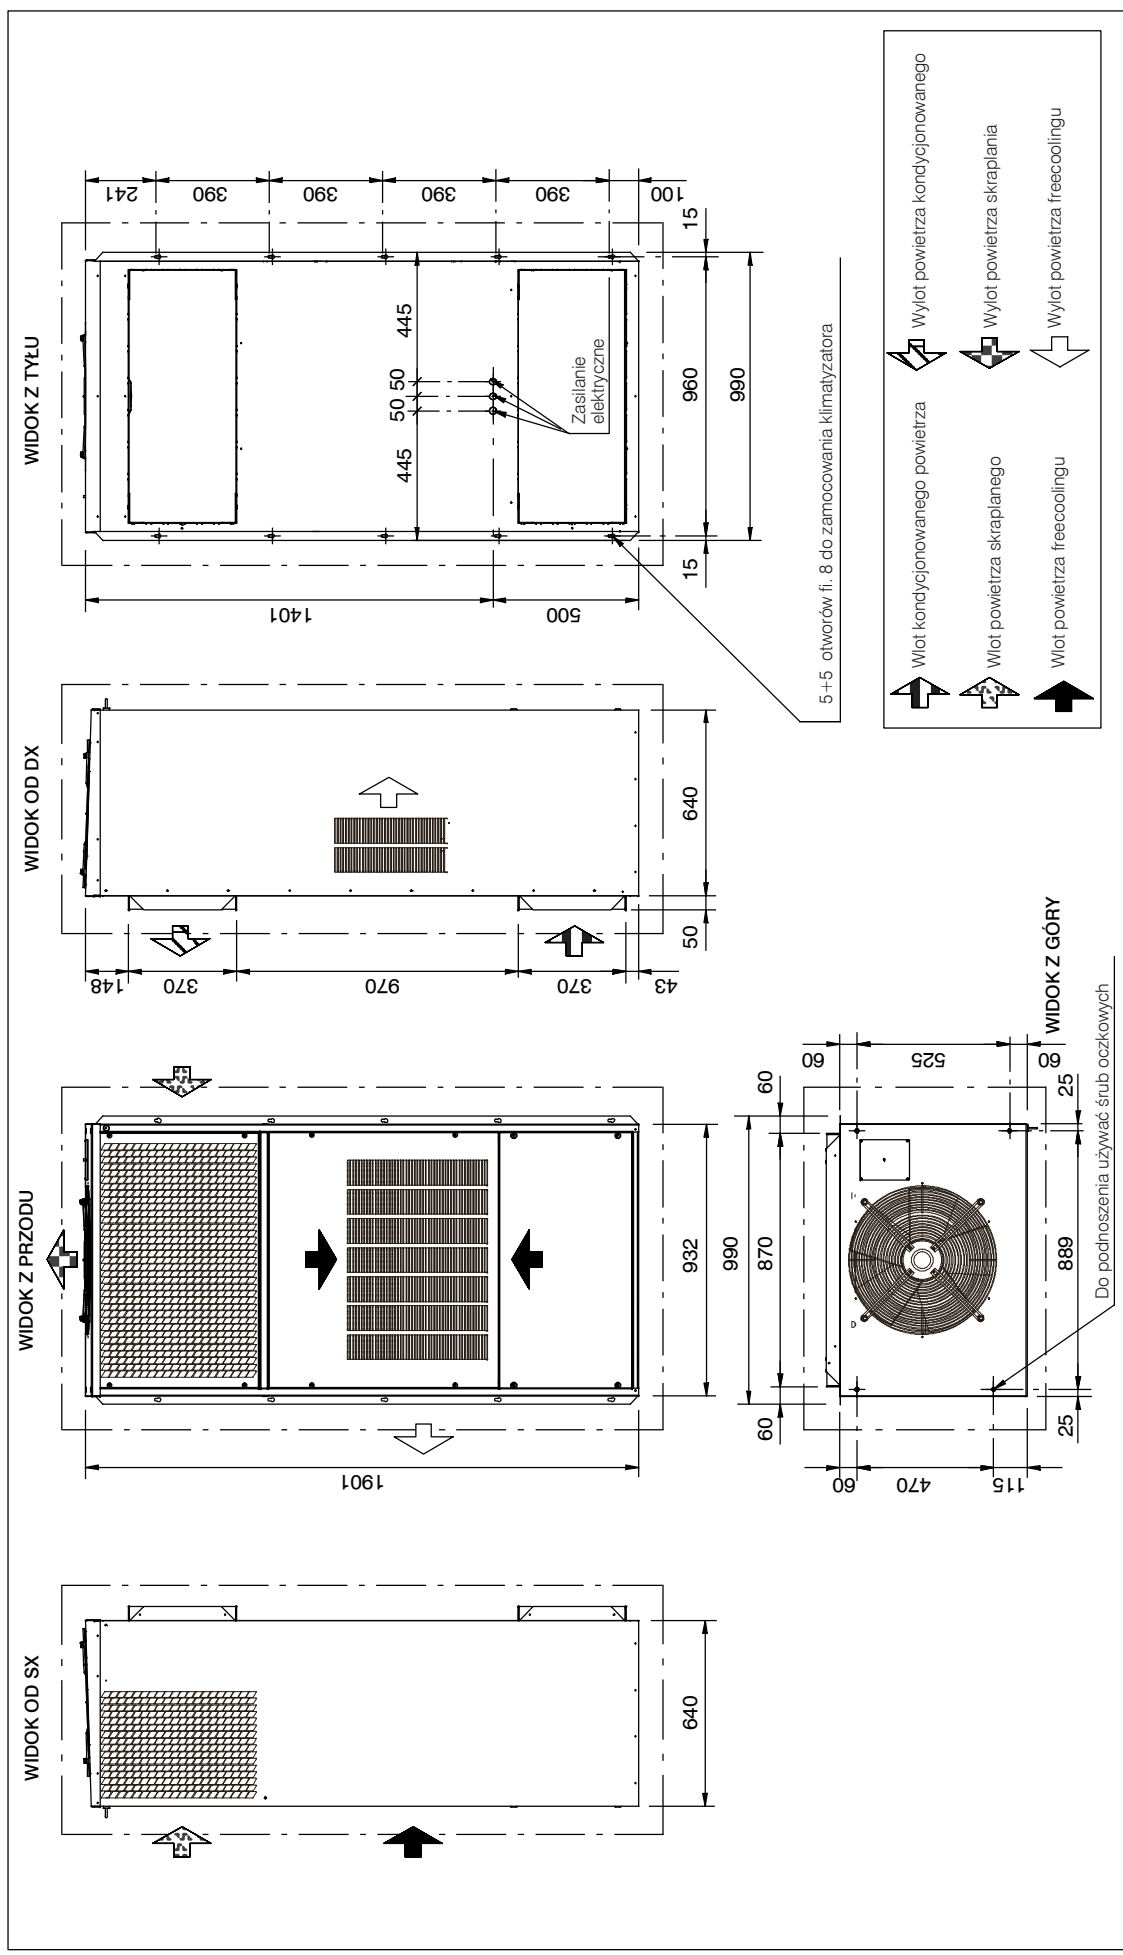 WIDOK OD SX
640
WIDOK Z PRZODU
1901
932
990
60
870
60
WIDOK OD DX
148
370
970
370
43
50
640
WIDOK Z TYŁU
241
390
390
390
390
100
1401
500
445
50
50
445
Zasilanie
elektryczne
15
960
15
990
5+5 otworów fi. 8 do zamocowania klimatyzatora
60
470
115
60
525
60
25
889
25
WIDOK Z GÓRY
Do podnoszenia używać śrub oczkowych
Wlot kondycjonowanego powietrza
Wylot powietrza kondycjonowanego
Wlot powietrza skraplanego
Wylot powietrza skraplania
Wlot powietrza freecoolingu
Wylot powietrza freecoolingu